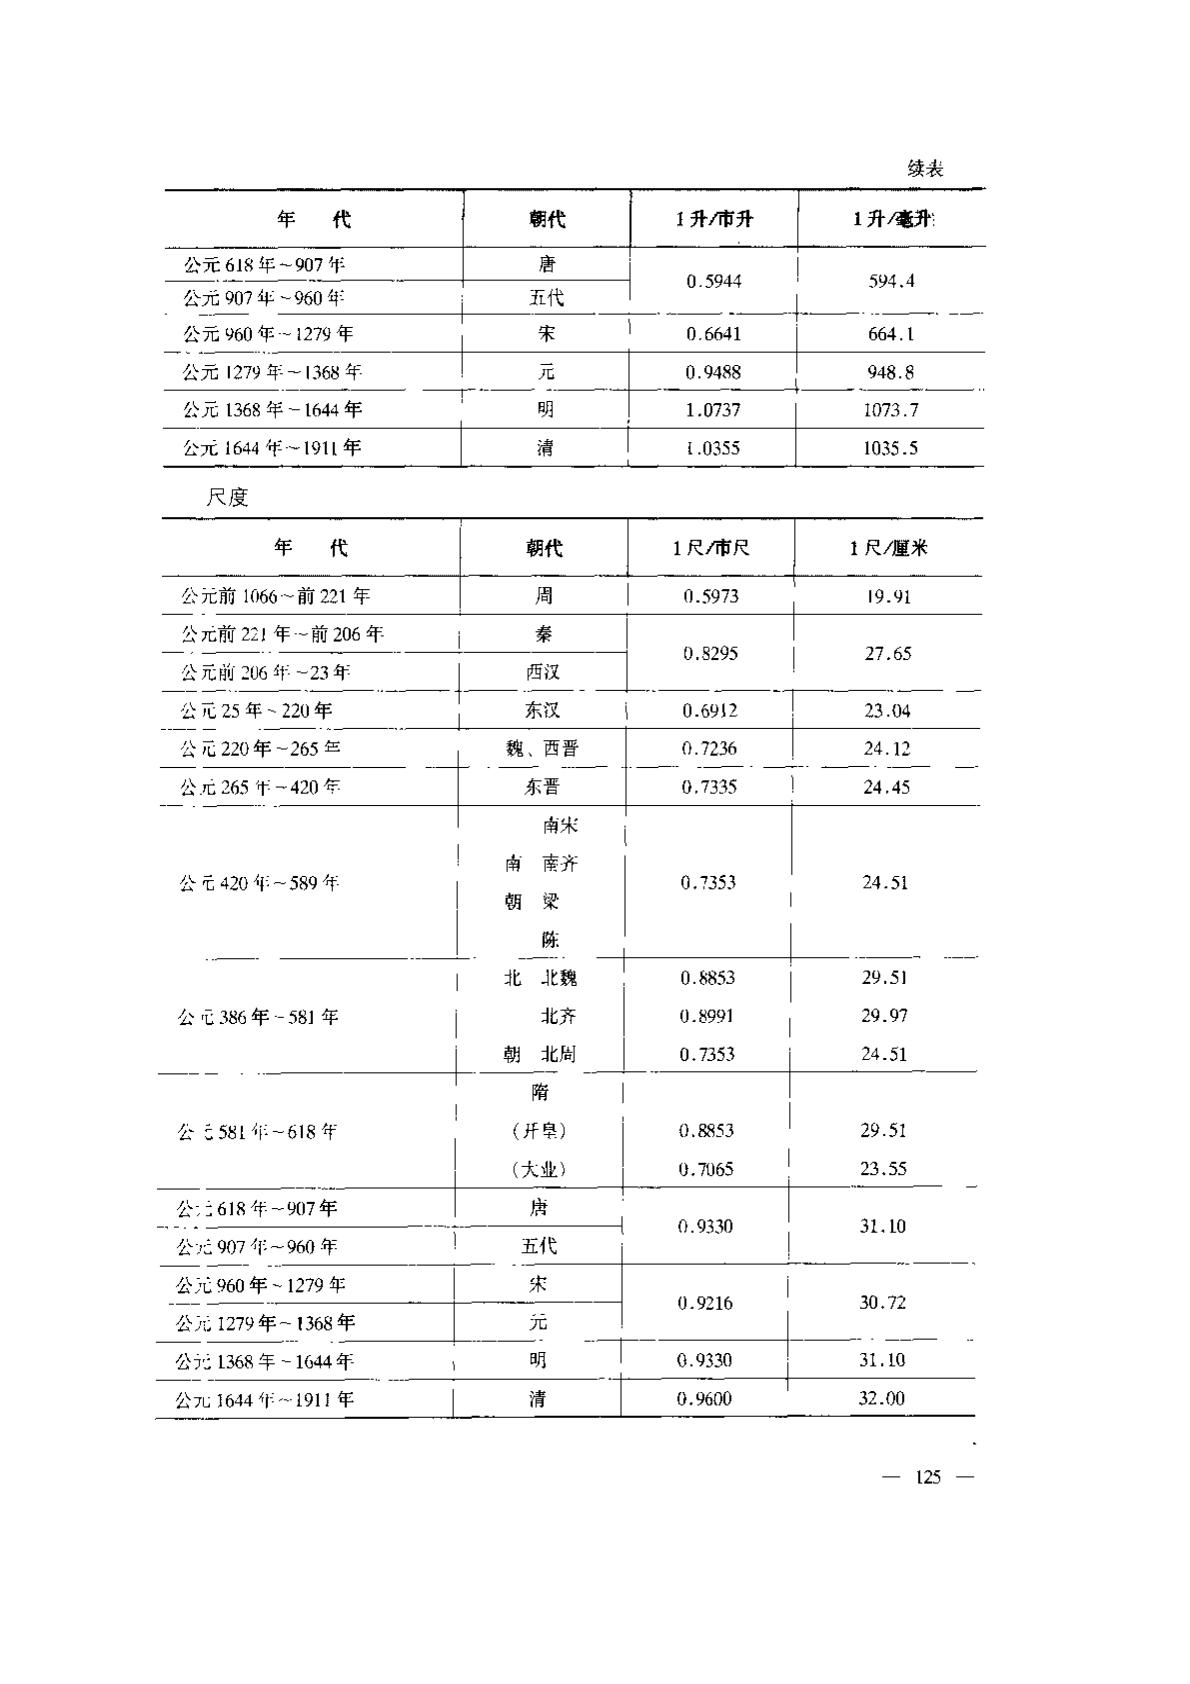 续表
年 代 朝代 1升/市升 1升/毫升
公元618年~907年 唐 0.5944 594.4
公元907年~960年 五代
公元960年~1279年 宋 0.6641 664.1
公元1279年~1368年 元 0.9488 948.8
公元1368年~1644年 明 1.0737 1073.7
公元1644年~1911年 清 1.0355 1035.5
尺度
年 代 朝代 1尺/市尺 1尺/厘米
公元前1066~前221年 周 0.5973 19.91
公元前221年~前206年 秦 0.8295 27.65
公元前206年~23年 西汉
公元25年~220年 东汉 0.6912 23.04
公元220年~265年 魏、西晋 0.7236 24.12
公元265年~420年 东晋 0.7335 24.45
南宋
南 南齐
公元420年~589年 0.7353 24.51
朝 梁
陈
北 北魏 0.8853 29.51
公元386年~581年 北齐 0.8991 29.97
朝 北周 0.7353 24.51
隋
公元581年~618年 (开皇) 0.8853 29.51
(大业) 0.7065 23.55
公元618年~907年 唐 0.9330 31.10
公元907年~960年 五代
公元960年~1279年 宋 0.9216 30.72
公元1279年~1368年 元
公元1368年~1644年 明 0.9330 31.10
公元1644年~1911年 清 0.9600 32.00
— 125 —